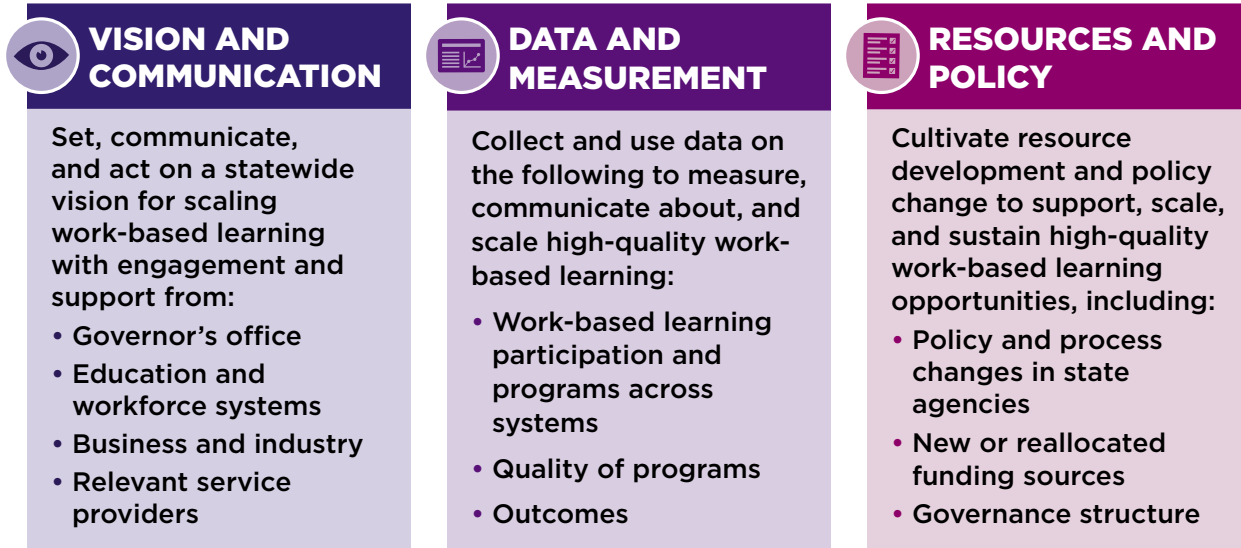 VISION AND
COMMUNICATION
Set, communicate,
and act on a statewide
vision for scaling
work-based learning
with engagement and
support from:
• Governor’s office
• Education and
workforce systems
• Business and industry
• Relevant service
providers
DATA AND
MEASUREMENT
Collect and use data on
the following to measure,
communicate about, and
scale high-quality work-
based learning:
• Work-based learning
participation and
programs across
systems
• Quality of programs
• Outcomes
RESOURCES AND
POLICY
Cultivate resource
development and policy
change to support, scale,
and sustain high-quality
work-based learning
opportunities, including:
• Policy and process
changes in state
agencies
• New or reallocated
funding sources
• Governance structure